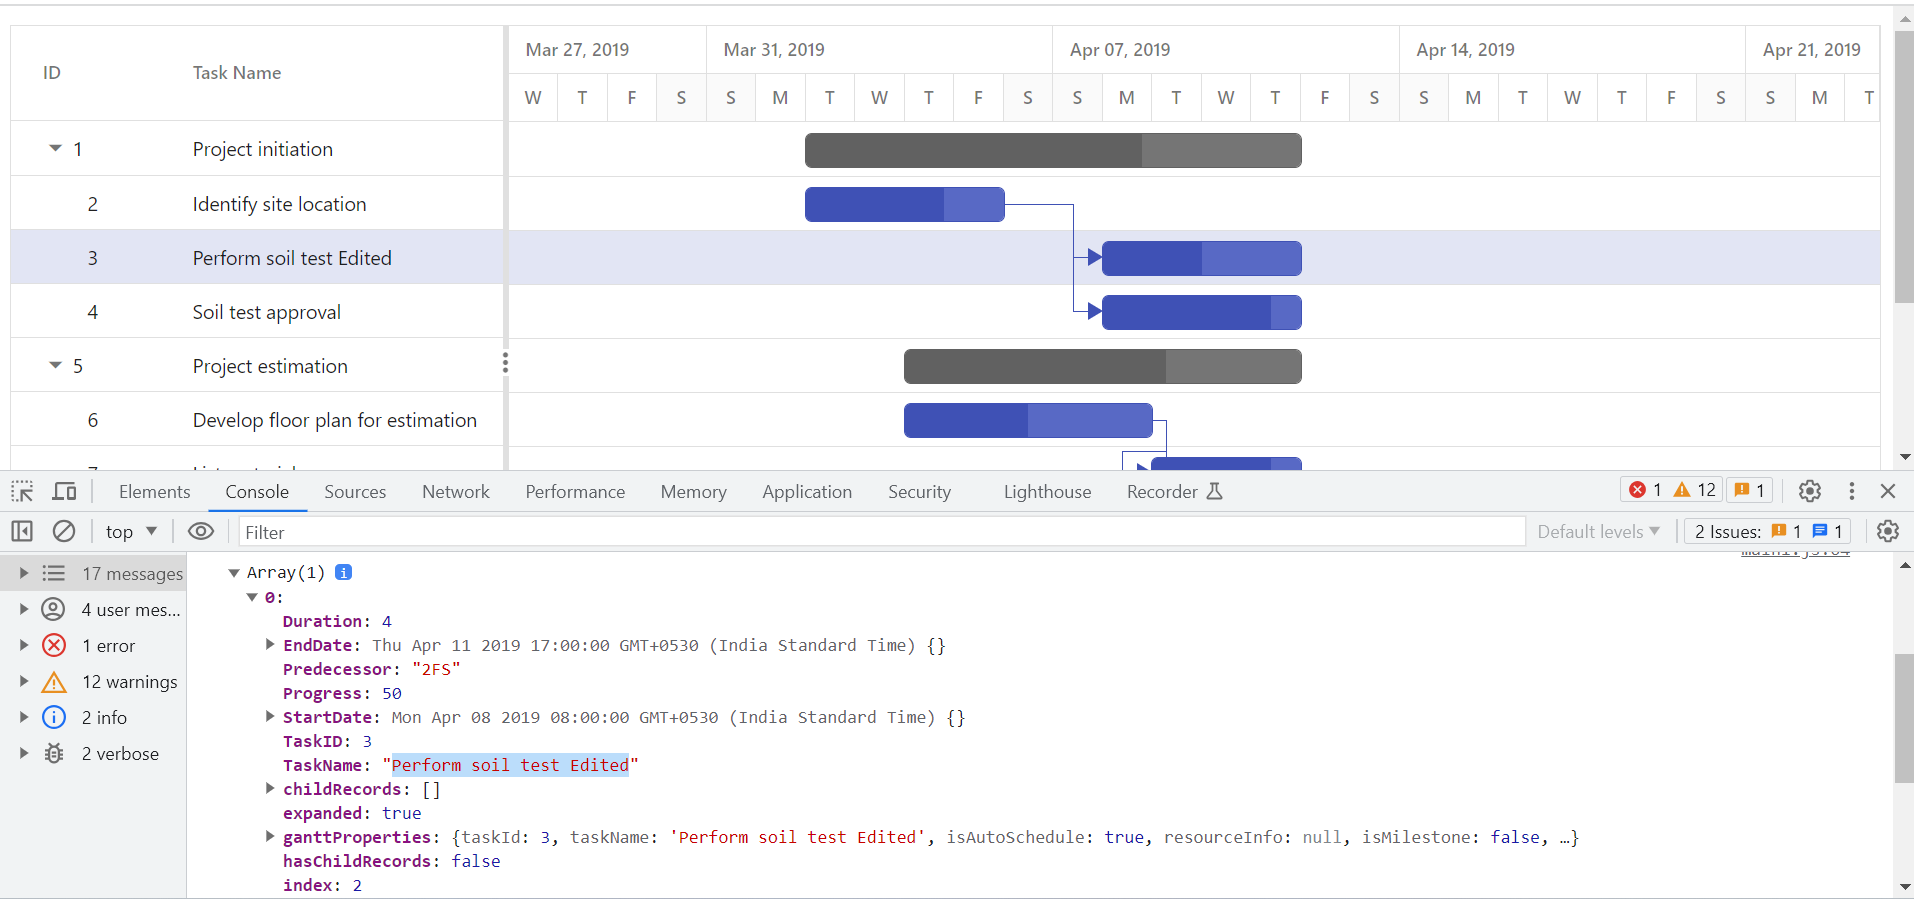 Mar 27, 2019 Mar 31, 2019 Apr 07, 2019 Apr 14, 2019 Apr 21, 2019
ID Task Name
W T F S S M T W T F S S M T W T F S S M T W T F S S M T
1 Project initiation
2 Identify site location
3 Perform soil test Edited
4 Soil test approval
5 Project estimation
6 Develop floor plan for estimation
Elements Console Sources Network Performance Memory Application Security Lighthouse Recorder 1 12 1
top Filter Default levels 2 Issues: 1 1
17 messages
4 user mes...
1 error
12 warnings
2 info
2 verbose
Array(1) i
0:
Duration: 4
EndDate: Thu Apr 11 2019 17:00:00 GMT+0530 (India Standard Time) {}
Predecessor: "2FS"
Progress: 50
StartDate: Mon Apr 08 2019 08:00:00 GMT+0530 (India Standard Time) {}
TaskID: 3
TaskName: "Perform soil test Edited"
childRecords: []
expanded: true
ganttProperties: {taskId: 3, taskName: 'Perform soil test Edited', isAutoSchedule: true, resourceInfo: null, isMilestone: false, …}
hasChildRecords: false
index: 2